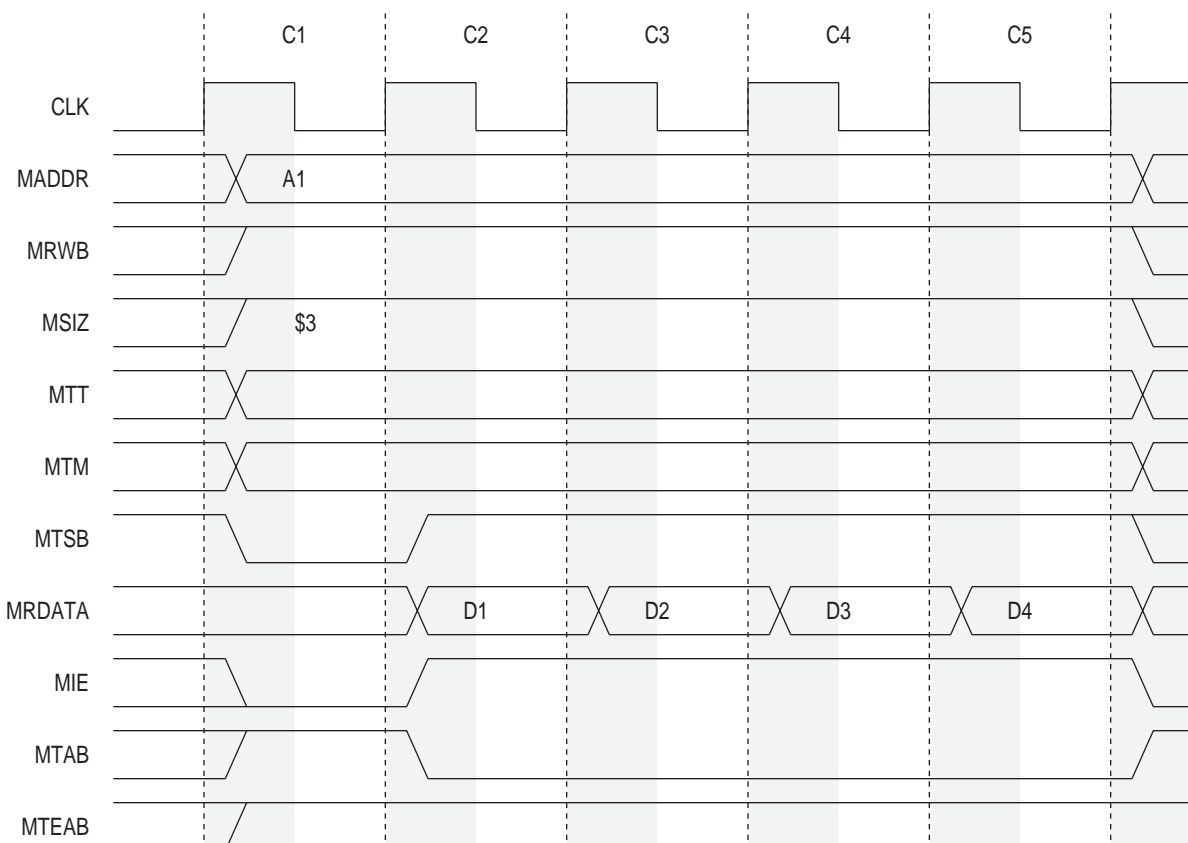 C1 C2 C3 C4 C5
CLK
MADDR A1
MRWB
MSIZ $3
MTT
MTM
MTSB
MRDATA D1 D2 D3 D4
MIE
MTAB
MTEAB